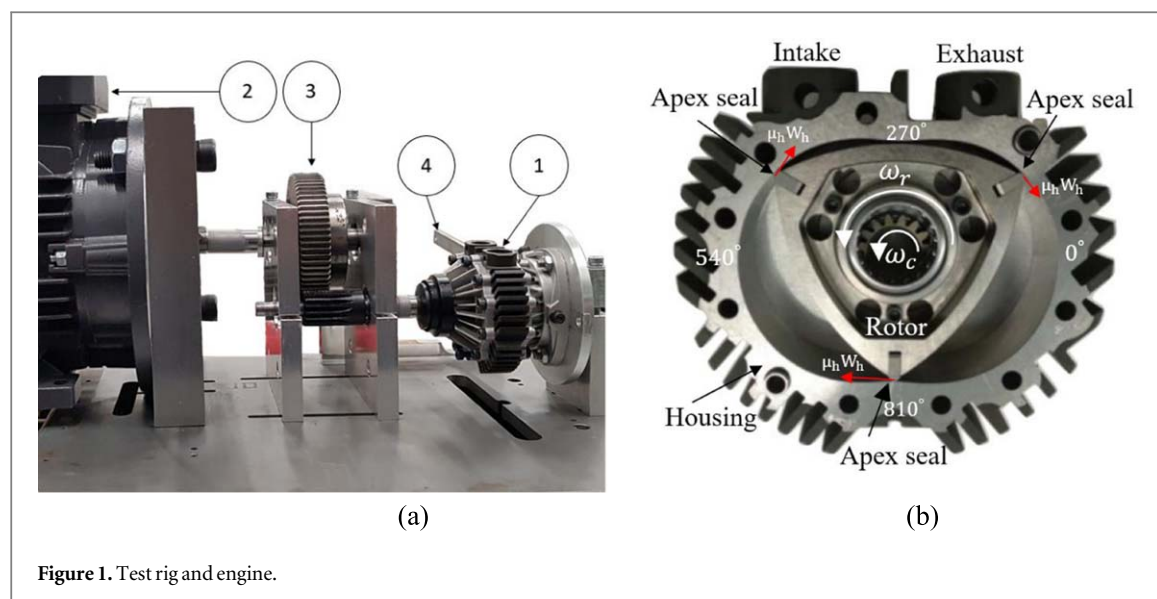 2
3
4
1
(a)
Intake
Exhaust
Apex seal
Apex seal
270°
μₕWₕ
μₕWₕ
ωᵣ
540°
ω꜀
0°
Rotor
μₕWₕ
Housing
810°
Apex seal
(b)
Figure 1. Test rig and engine.